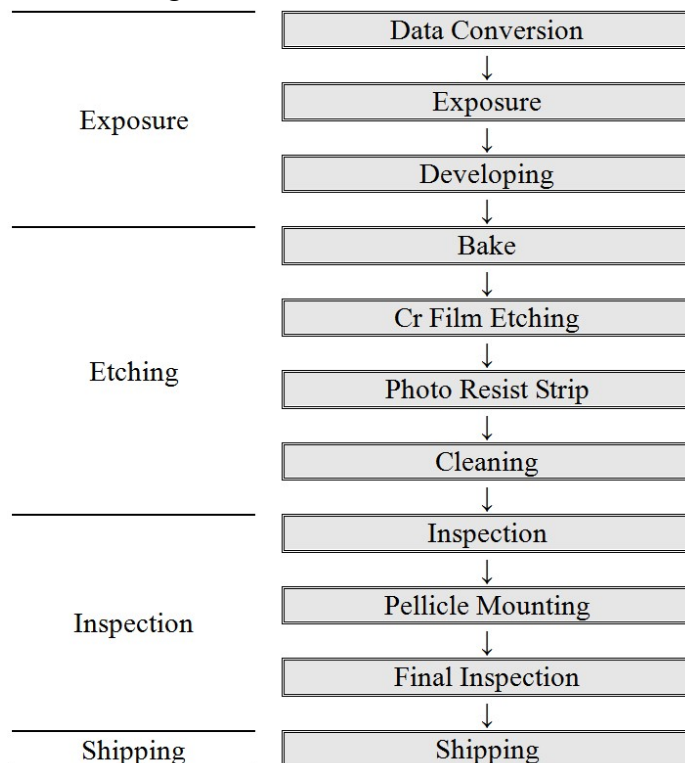 Data Conversion
↓
Exposure
Exposure
↓
Developing
↓
Bake
↓
Cr Film Etching
Etching
↓
Photo Resist Strip
↓
Cleaning
↓
Inspection
↓
Pellicle Mounting
Inspection
↓
Final Inspection
↓
Shipping
Shipping